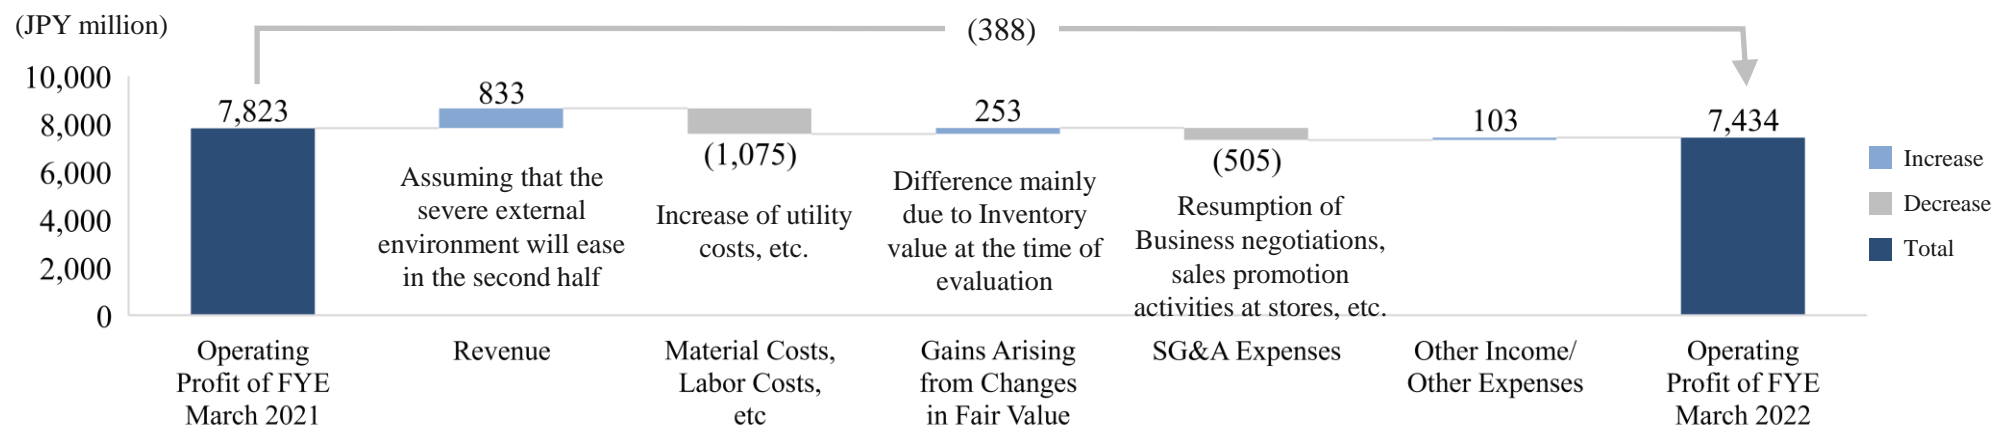 (JPY million)
(388)
10,000
8,000
6,000
4,000
2,000
0
7,823
833
(1,075)
253
(505)
103
7,434
Assuming that the
severe external
environment will ease
in the second half
Increase of utility
costs, etc.
Difference mainly
due to Inventory
value at the time of
evaluation
Resumption of
Business negotiations,
sales promotion
activities at stores, etc.
Increase
Decrease
Total
Operating
Profit of FYE
March 2021
Revenue
Material Costs,
Labor Costs,
etc
Gains Arising
from Changes
in Fair Value
SG&A Expenses
Other Income/
Other Expenses
Operating
Profit of FYE
March 2022